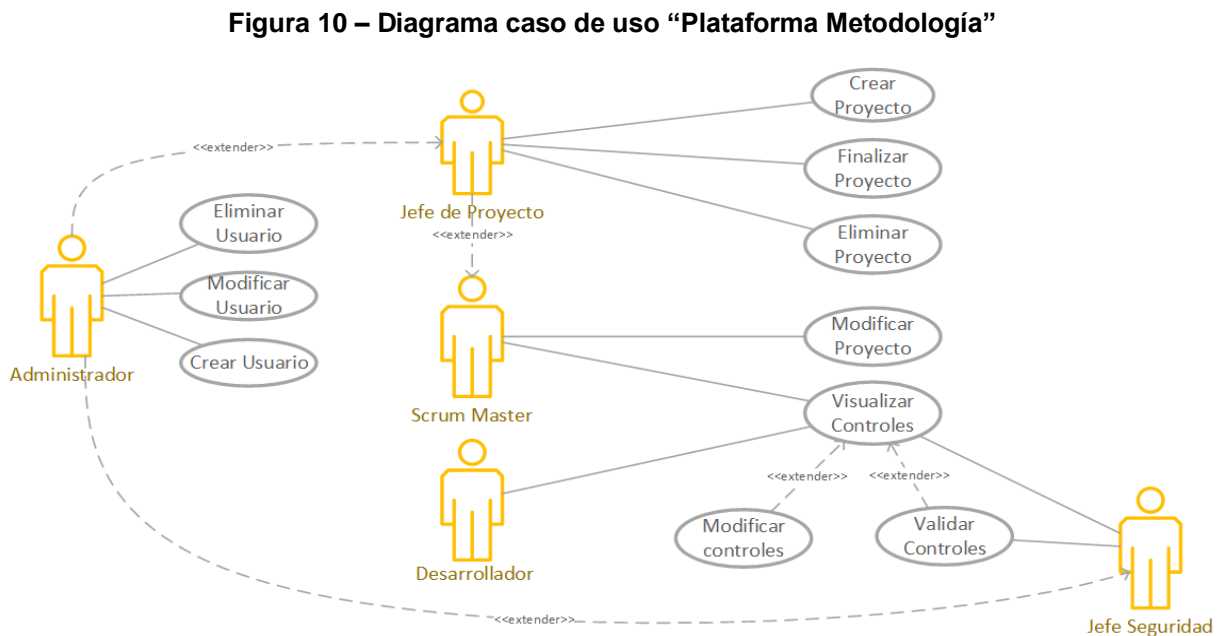 Figura 10 – Diagrama caso de uso “Plataforma Metodología”
Crear
Proyecto
<<extender>>
Finalizar
Proyecto
Jefe de Proyecto
Eliminar
Usuario
<<extender>>
Eliminar
Proyecto
Modificar
Usuario
Modificar
Proyecto
Crear Usuario
Administrador
Scrum Master
Visualizar
Controles
<<extender>>
<<extender>>
Modificar
controles
Validar
Controles
Desarrollador
<<extender>>
Jefe Seguridad